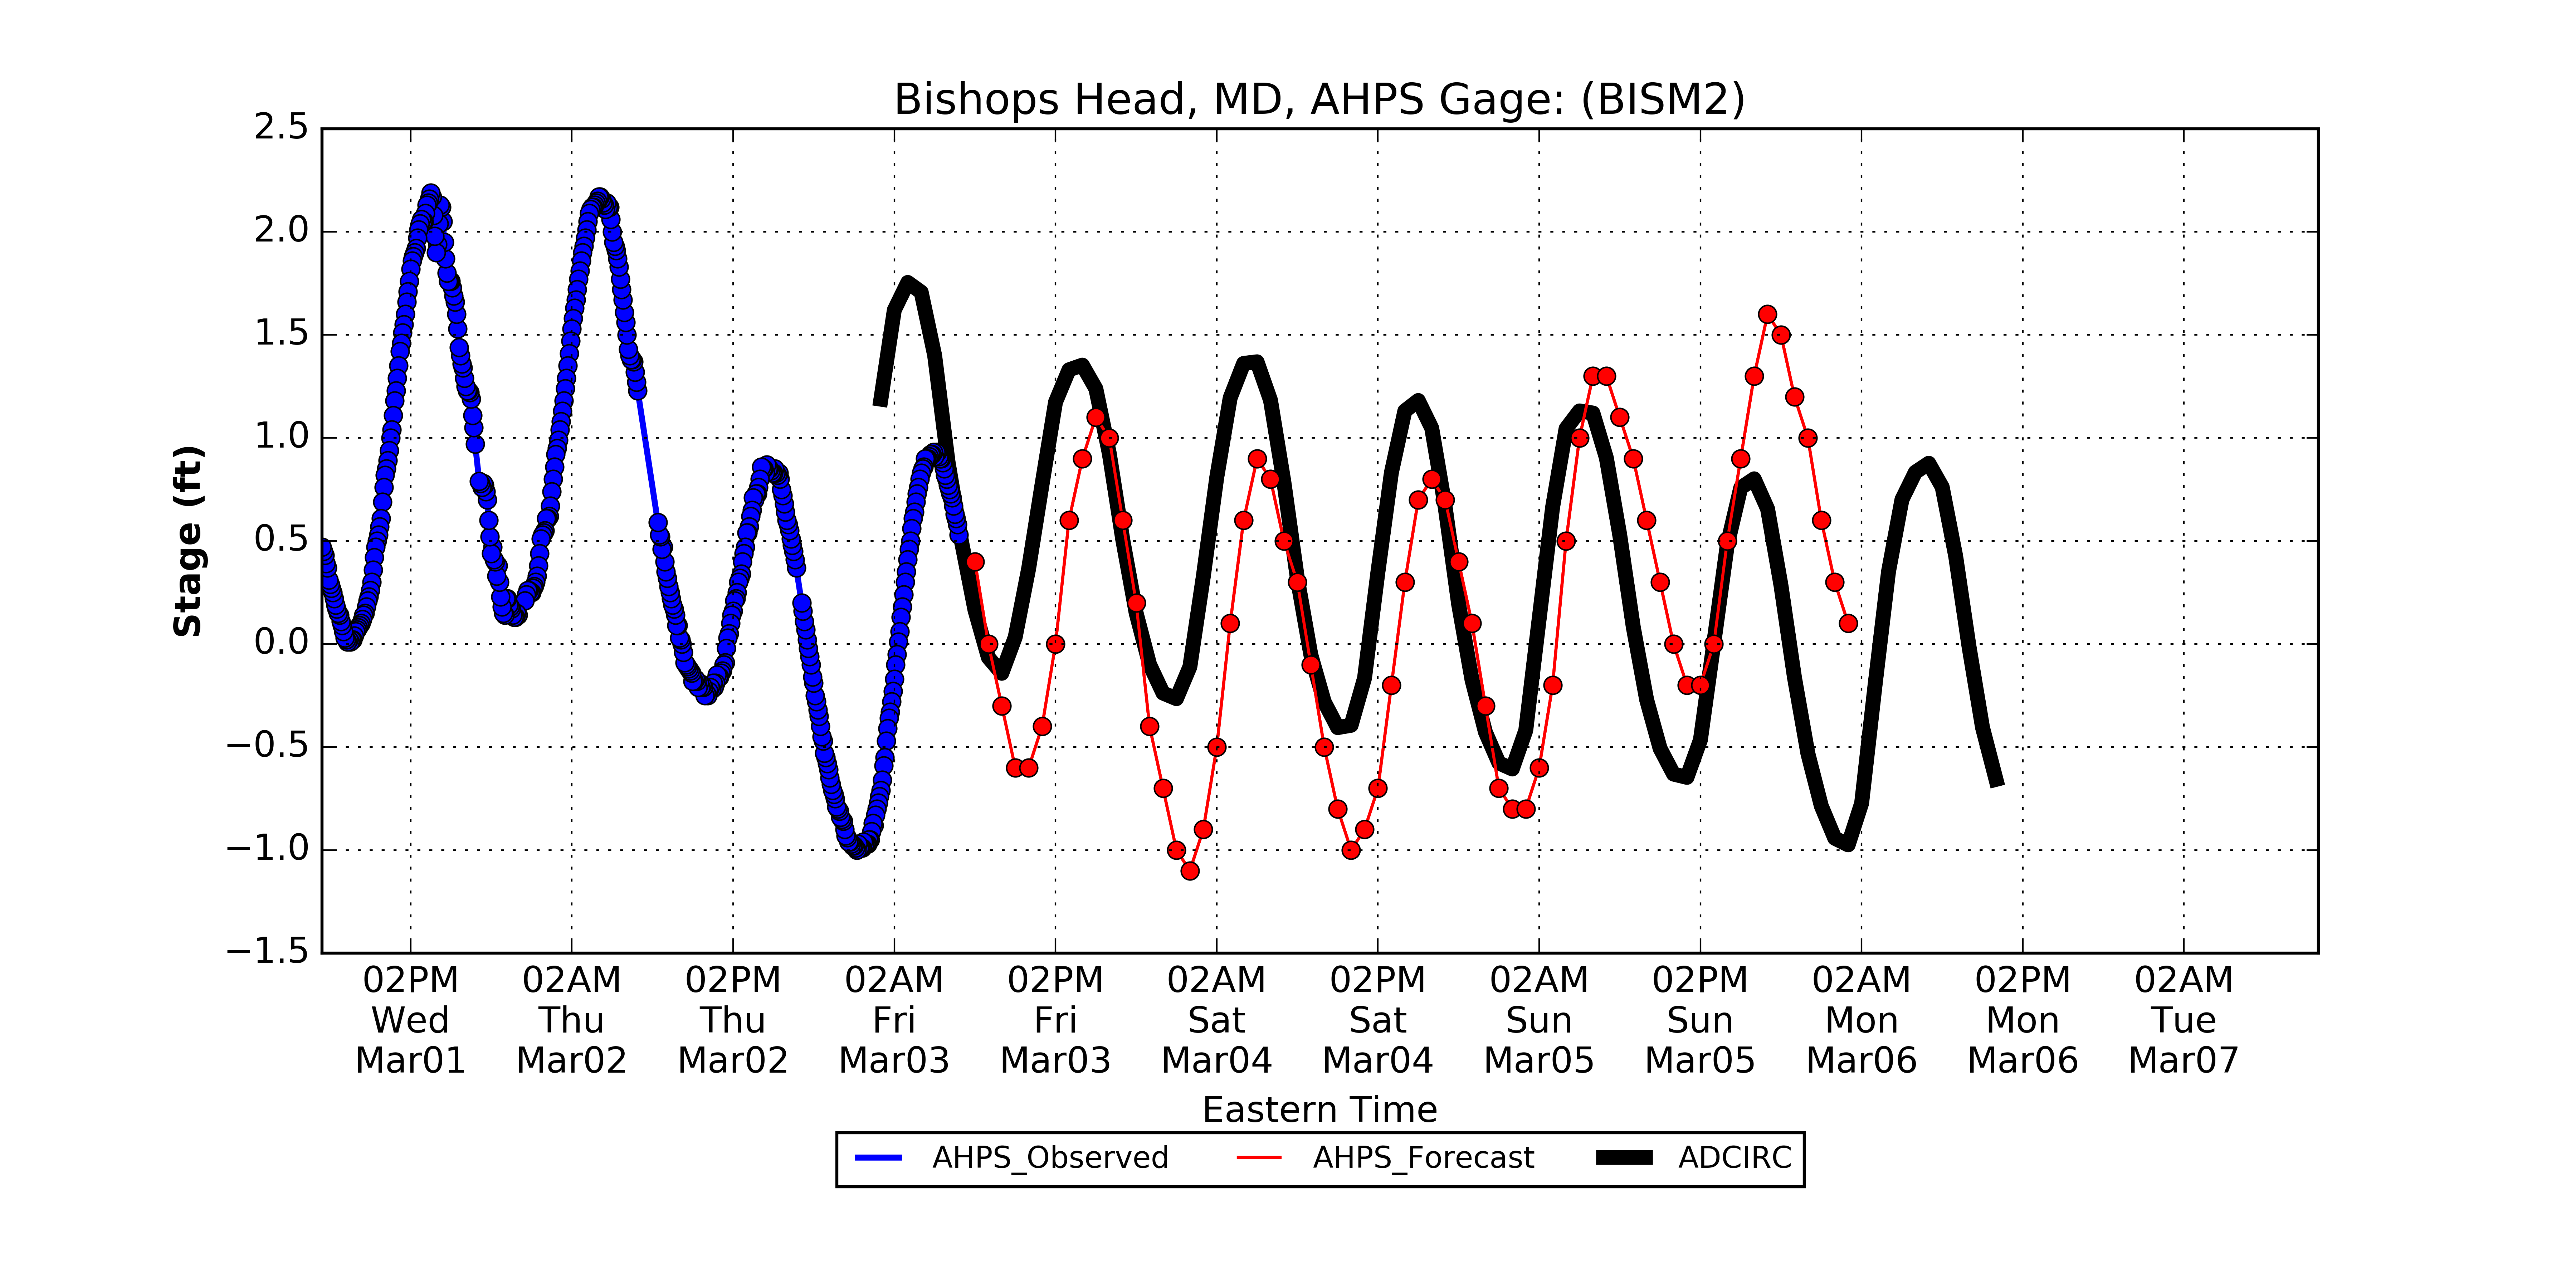 Bishops Head, MD, AHPS Gage: (BISM2)
2.5
2.0
1.5
1.0
0.5
0.0
−0.5
−1.0
−1.5
Stage (ft)
02PM 02AM 02PM 02AM 02PM 02AM 02PM 02AM 02PM 02AM 02PM 02AM
Wed Thu Thu Fri Fri Sat Sat Sun Sun Mon Mon Tue
Mar01 Mar02 Mar02 Mar03 Mar03 Mar04 Mar04 Mar05 Mar05 Mar06 Mar06 Mar07
Eastern Time
AHPS_Observed AHPS_Forecast ADCIRC